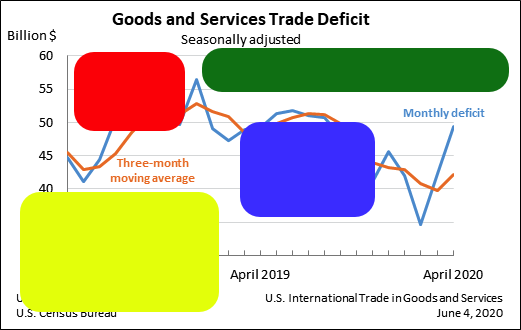 Goods and Services Trade Deficit
Billion $
Seasonally adjusted
60
55
50
45
40
Monthly deficit
Three-month
moving average
April 2019
April 2020
U.S. International Trade in Goods and Services
U.S. Census Bureau
June 4, 2020